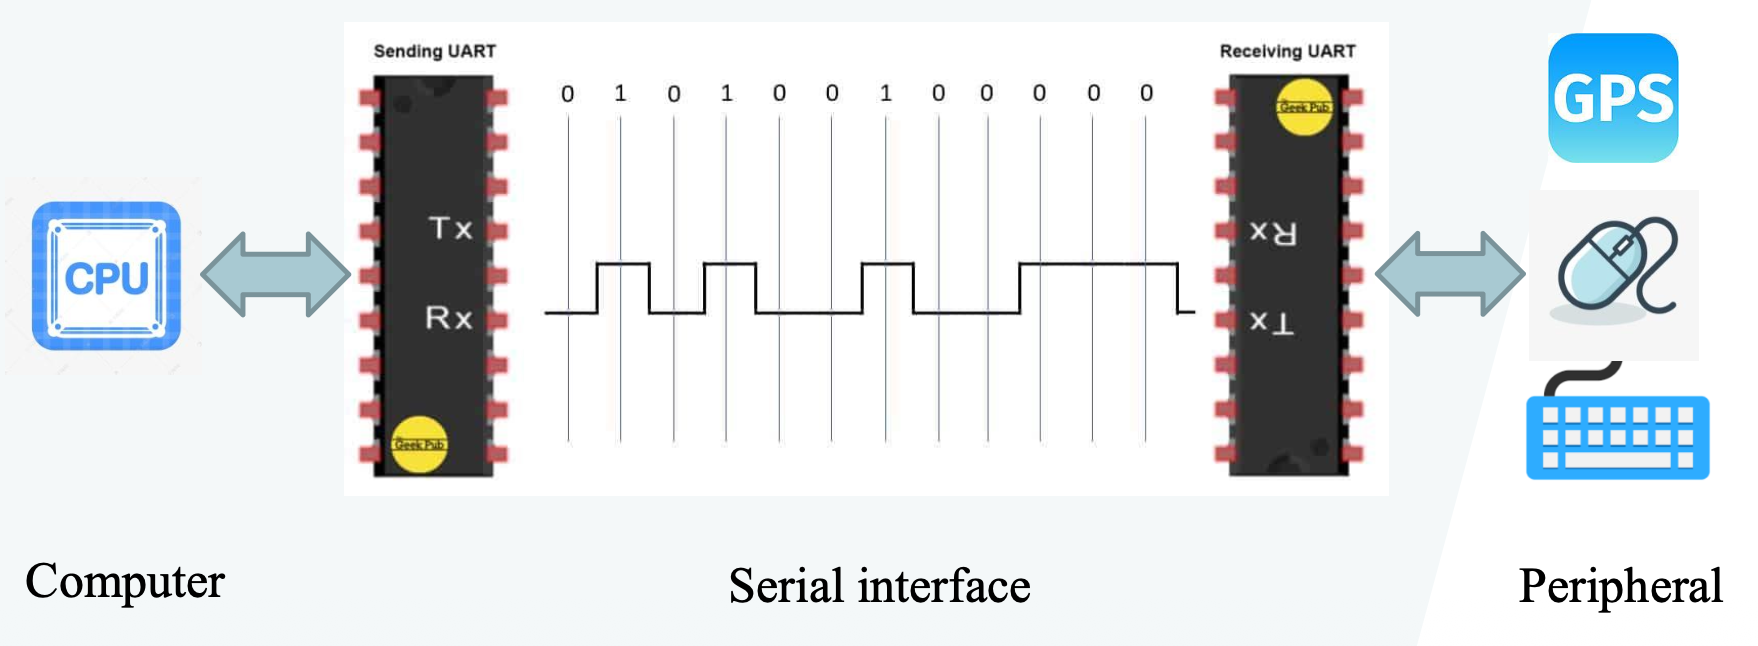 Sending UART
Receiving UART
0 1 0 1 0 0 1 0 0 0 0 0
GPS
Geek Pub
Tx
Rx
CPU
Rx
Tx
Geek Pub
Computer
Serial interface
Peripheral